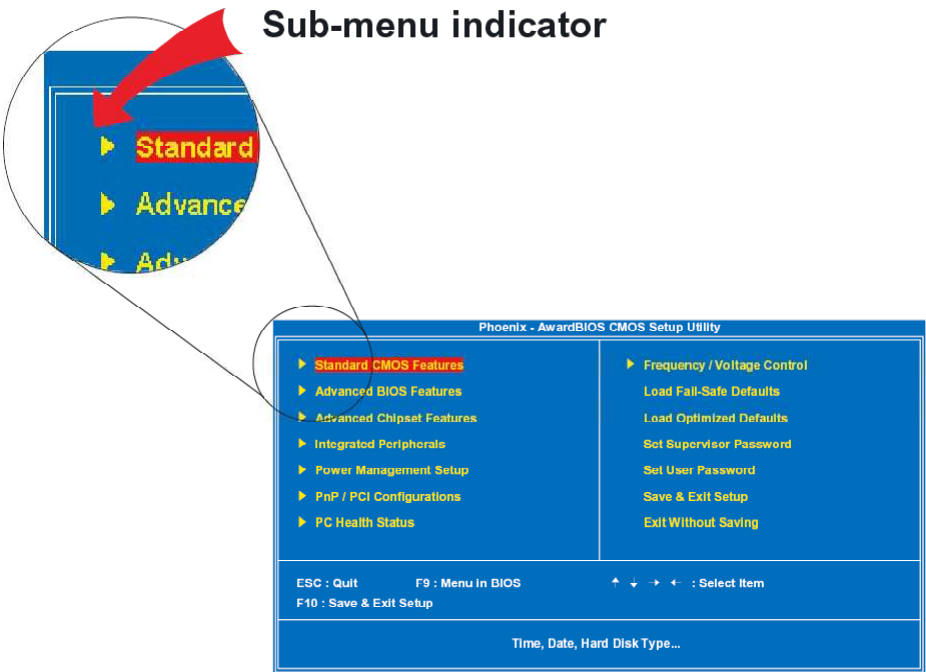 Sub-menu indicator
Standard
Advance
Phoenix - AwardBIOS CMOS Setup Utility
Standard CMOS Features
Advanced BIOS Features
Advanced Chipset Features
Integrated Peripherals
Power Management Setup
PnP / PCI Configurations
PC Health Status
Frequency / Voltage Control
Load Fail-Safe Defaults
Load Optimized Defaults
Set Supervisor Password
Set User Password
Save & Exit Setup
Exit Without Saving
ESC : Quit F9 : Menu in BIOS ↑ ↓ → ← : Select Item
F10 : Save & Exit Setup
Time, Date, Hard Disk Type...